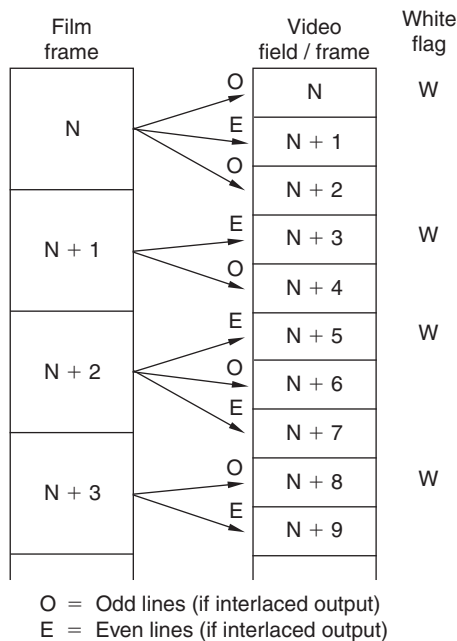 Film
frame
Video
field / frame
White
flag
N
O
E
O
N
W
N + 1
N + 2
N + 1
E
O
N + 3
W
N + 4
N + 2
E
O
E
N + 5
W
N + 6
N + 7
N + 3
O
E
N + 8
W
N + 9
O = Odd lines (if interlaced output)
E = Even lines (if interlaced output)